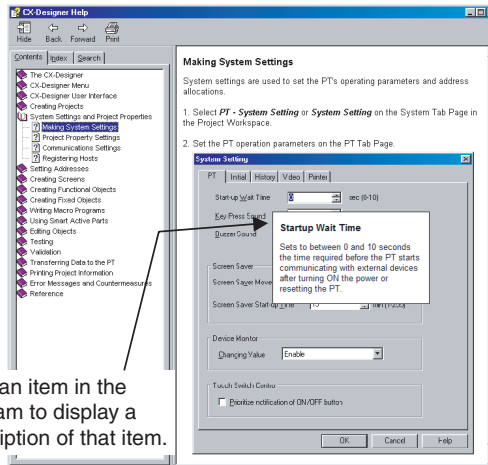 CX-Designer Help
Hide Back Forward Print
Contents Index Search
The CX-Designer
CX-Designer Menu
CX-Designer User Interface
Creating Projects
System Settings and Project Properties
Making System Settings
Project Property Settings
Communications Settings
Registering Hosts
Setting Addresses
Creating Screens
Creating Functional Objects
Creating Fixed Objects
Writing Macro Programs
Using Smart Active Parts
Editing Objects
Testing
Validation
Transferring Data to the PT
Printing Project Information
Error Messages and Countermeasures
Reference
an item in the
am to display a
iption of that item.
Making System Settings
System settings are used to set the PT's operating parameters and address
allocations.
1. Select PT - System Setting or System Setting on the System Tab Page in
the Project Workspace.
2. Set the PT operation parameters on the PT Tab Page.
System Setting
PT Initial History Video Printer
Start-up Wait Time 0 sec (0-10)
Key Press Sound
Buzzer Sound
Startup Wait Time
Sets to between 0 and 10 seconds
the time required before the PT starts
communicating with external devices
after turning ON the power or
resetting the PT.
Screen Saver
Screen Saver Move
Screen Saver Start-up Time
Device Monitor
Changing Value Enable
Touch Switch Control
Prioritize notification of ON/OFF button
OK Cancel Help